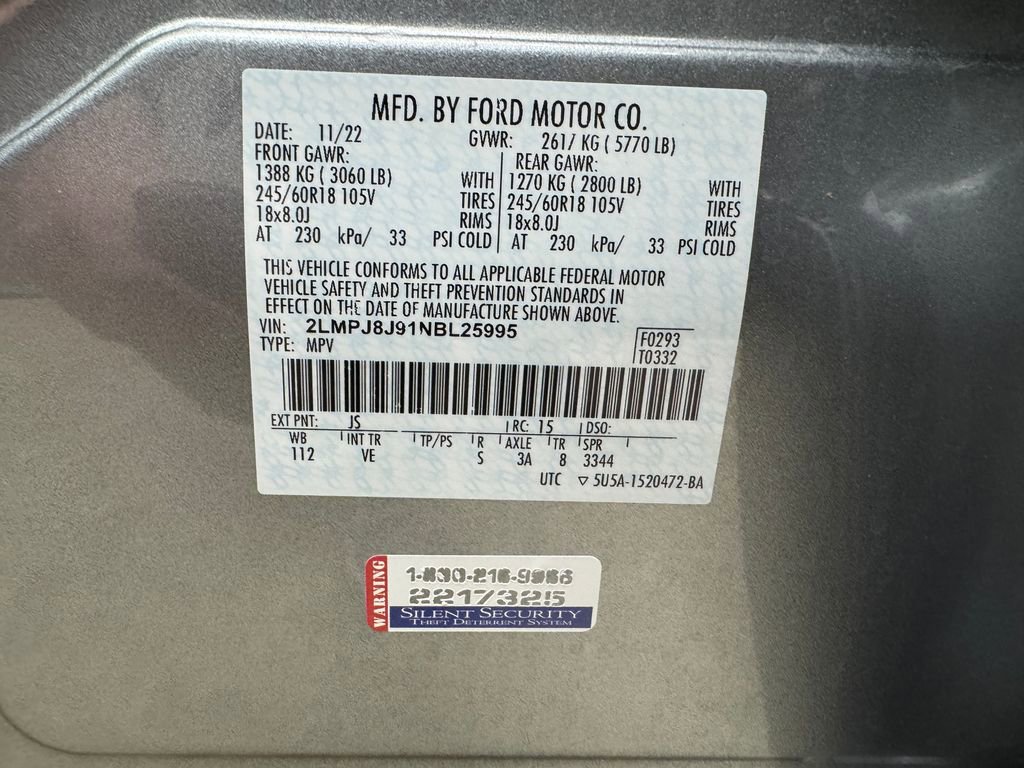 MFD. BY FORD MOTOR CO.
DATE: 11/22 GVWR: 2617 KG ( 5770 LB)
FRONT GAWR: REAR GAWR:
1388 KG ( 3060 LB) WITH 1270 KG ( 2800 LB) WITH
245/60R18 105V TIRES 245/60R18 105V TIRES
18x8.0J RIMS 18x8.0J RIMS
AT 230 kPa/ 33 PSI COLD AT 230 kPa/ 33 PSI COLD
THIS VEHICLE CONFORMS TO ALL APPLICABLE FEDERAL MOTOR
VEHICLE SAFETY AND THEFT PREVENTION STANDARDS IN
EFFECT ON THE DATE OF MANUFACTURE SHOWN ABOVE.
VIN: 2LMPJ8J91NBL25995
TYPE: MPV
F0293
T0332
EXT PNT: JS RC: 15 DSO:
WB INT TR TP/PS R AXLE TR SPR
112 VE S 3A 8 3344
UTC ▽ 5U5A-1520472-BA
WARNING
2217325
SILENT SECURITY
THEFT DETERRENT SYSTEM